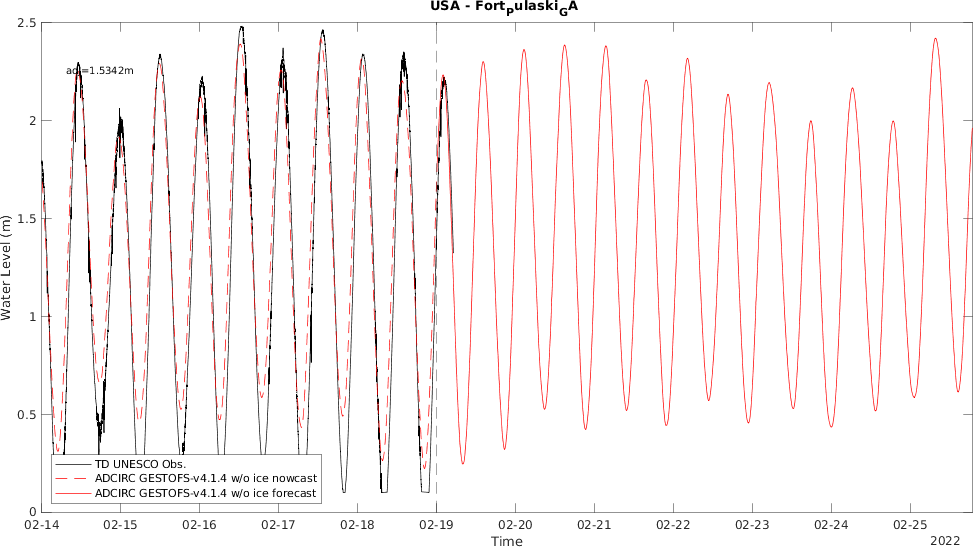 USA - FortPulaskiGA
2.5
adj=1.5342m
2
1.5
Water Level (m)
1
0.5
TD UNESCO Obs.
ADCIRC GESTOFS-v4.1.4 w/o ice nowcast
ADCIRC GESTOFS-v4.1.4 w/o ice forecast
0
02-14 02-15 02-16 02-17 02-18 02-19 02-20 02-21 02-22 02-23 02-24 02-25
Time
2022